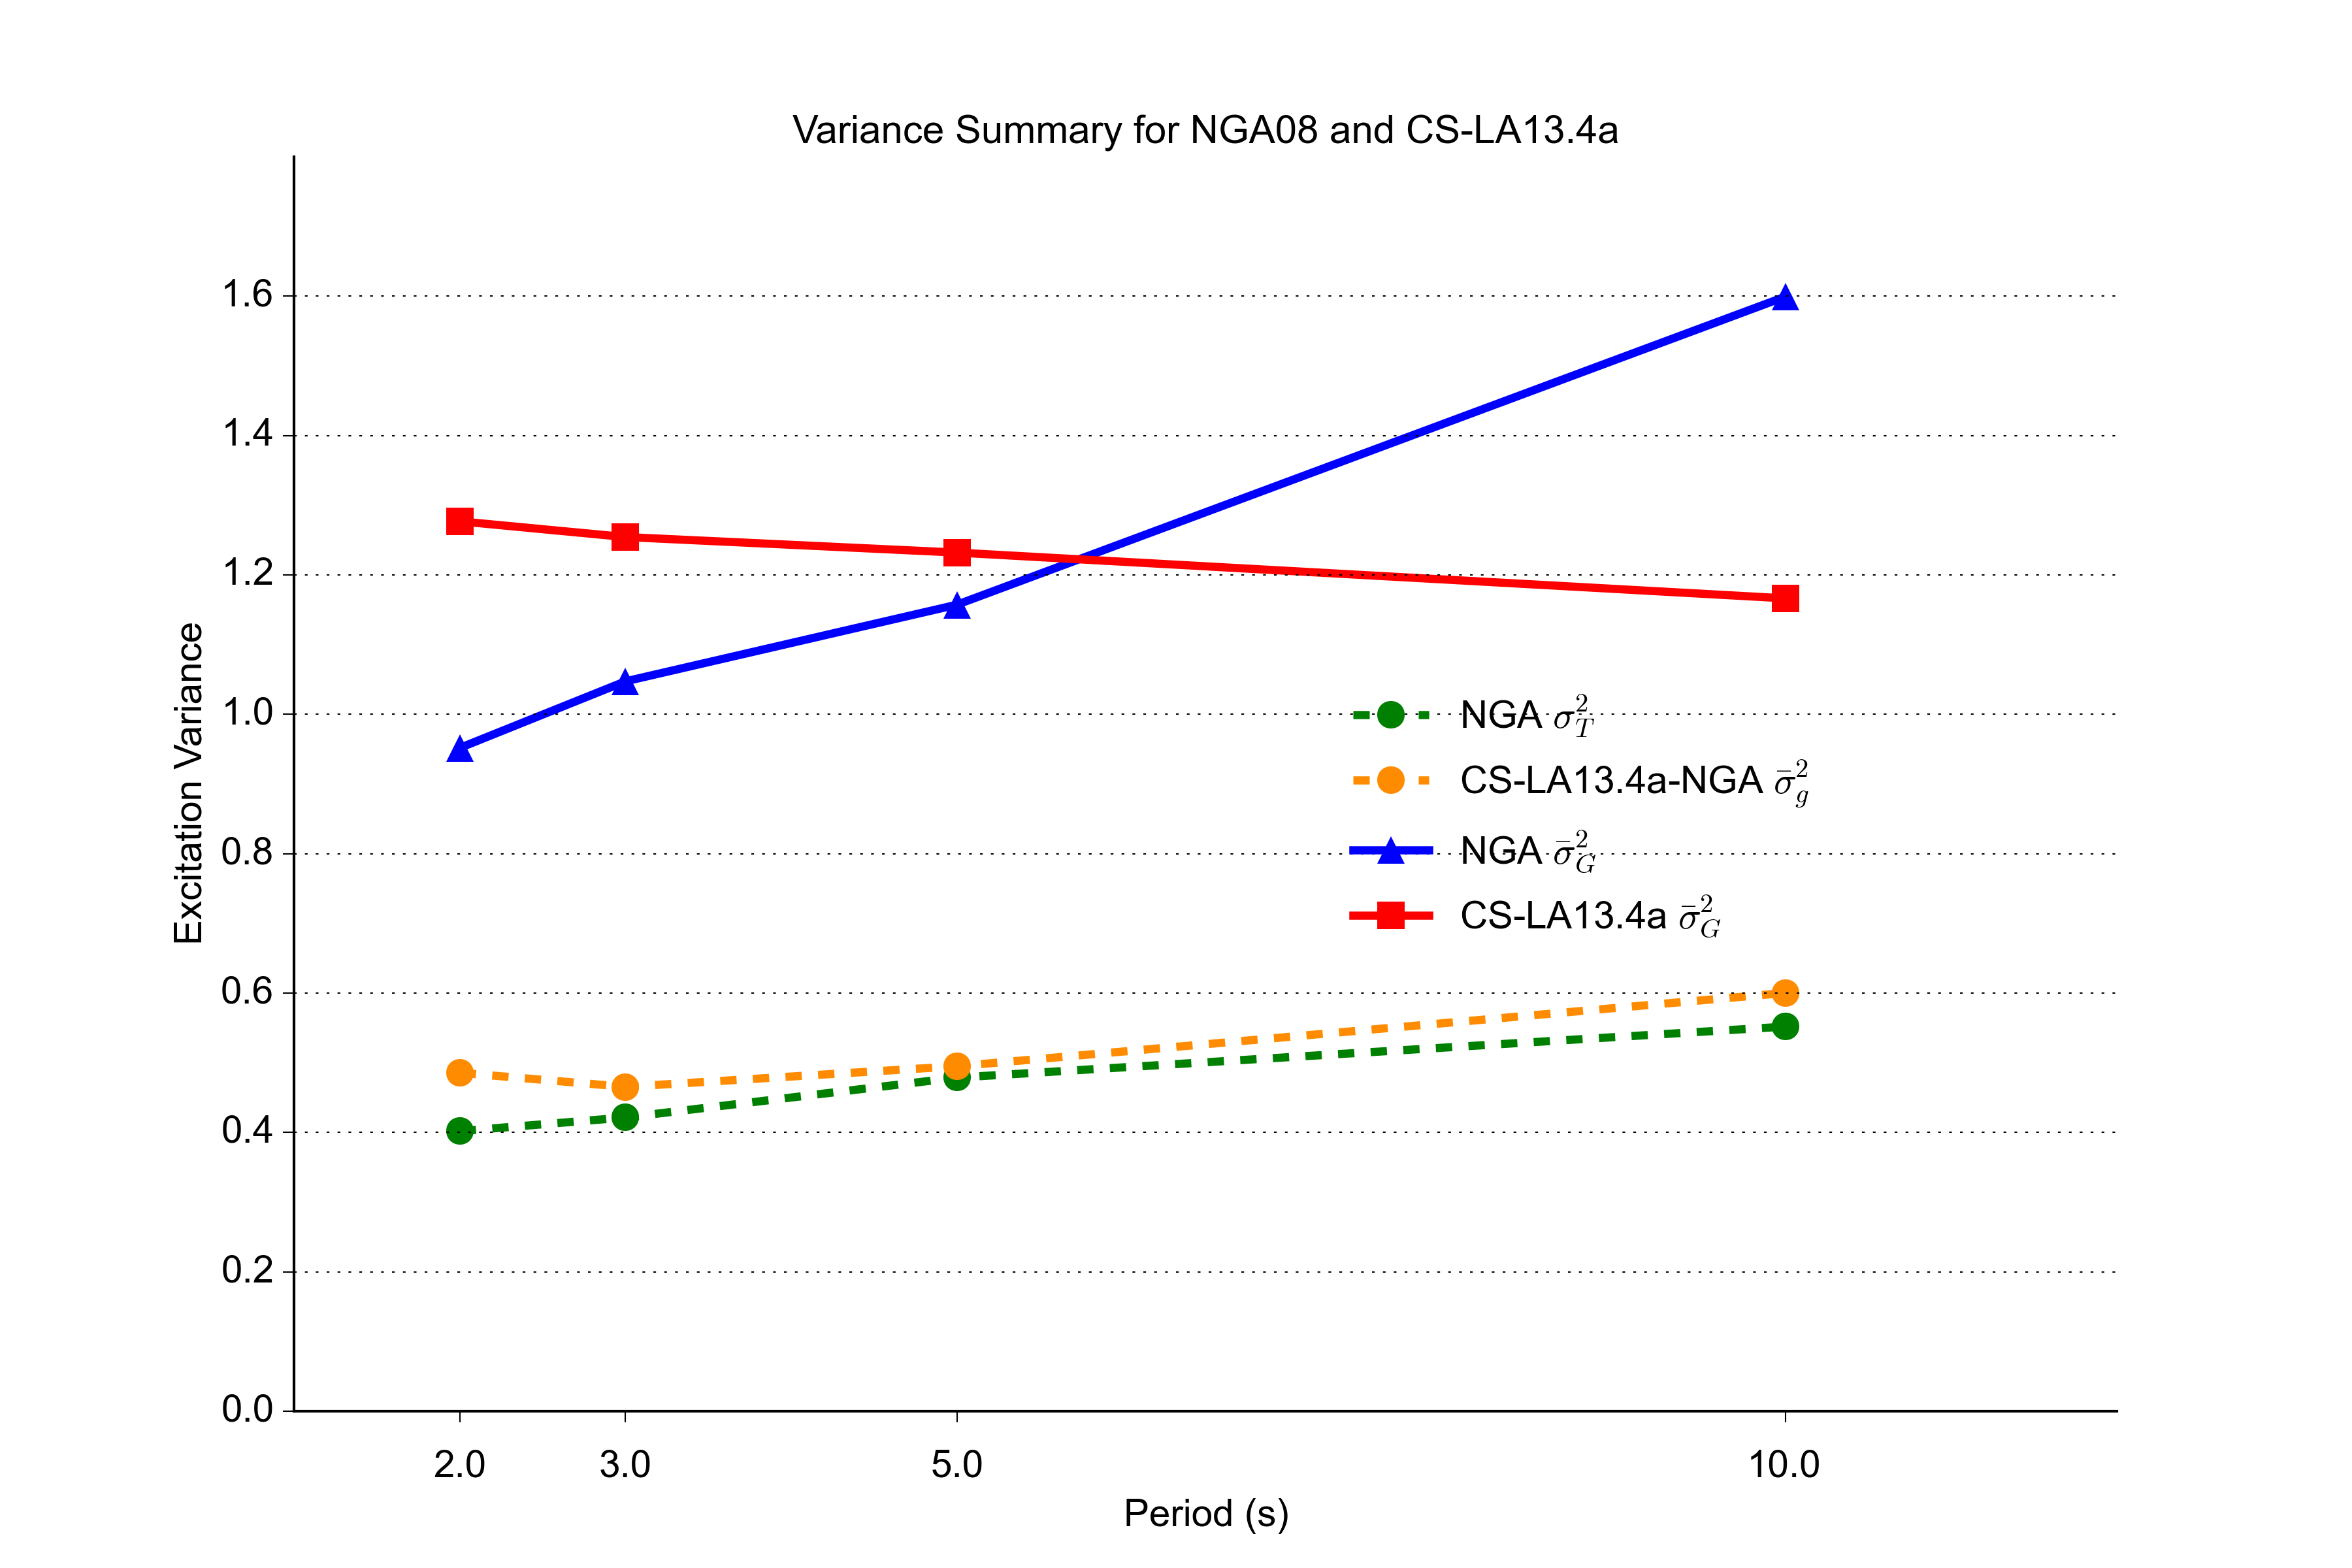 Variance Summary for NGA08 and CS-LA13.4a
Excitation Variance
1.6
1.4
1.2
1.0
0.8
0.6
0.4
0.2
0.0
NGA σ²_T
CS-LA13.4a-NGA σ̄²_g
NGA σ̄²_G
CS-LA13.4a σ̄²_G
2.0 3.0 5.0 10.0
Period (s)